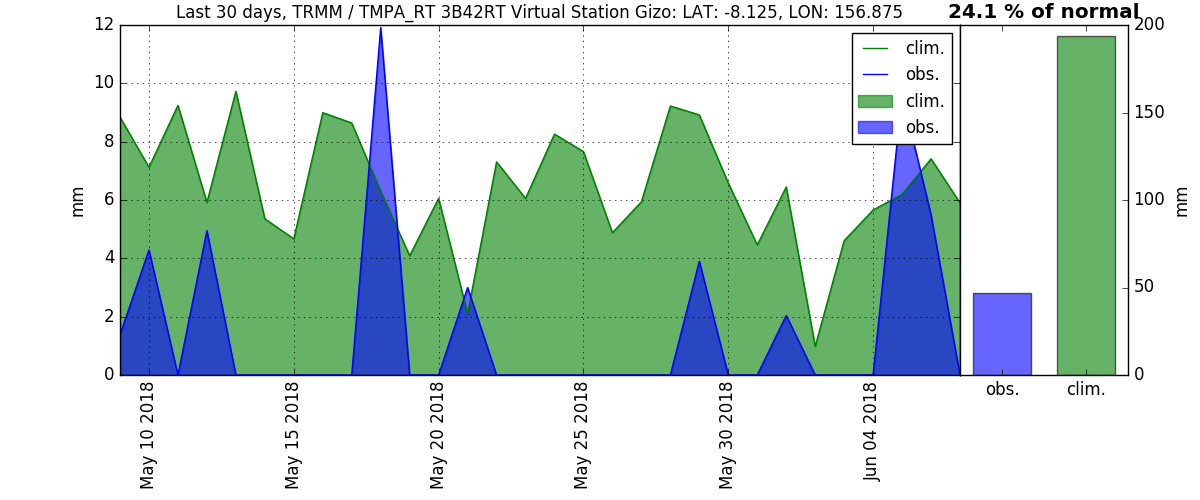 Last 30 days, TRMM / TMPA_RT 3B42RT Virtual Station Gizo: LAT: -8.125, LON: 156.875
24.1 % of normal
12
10
8
6
4
2
0
mm
clim.
obs.
clim.
obs.
May 10 2018
May 15 2018
May 20 2018
May 25 2018
May 30 2018
Jun 04 2018
200
150
100
50
0
mm
obs.
clim.